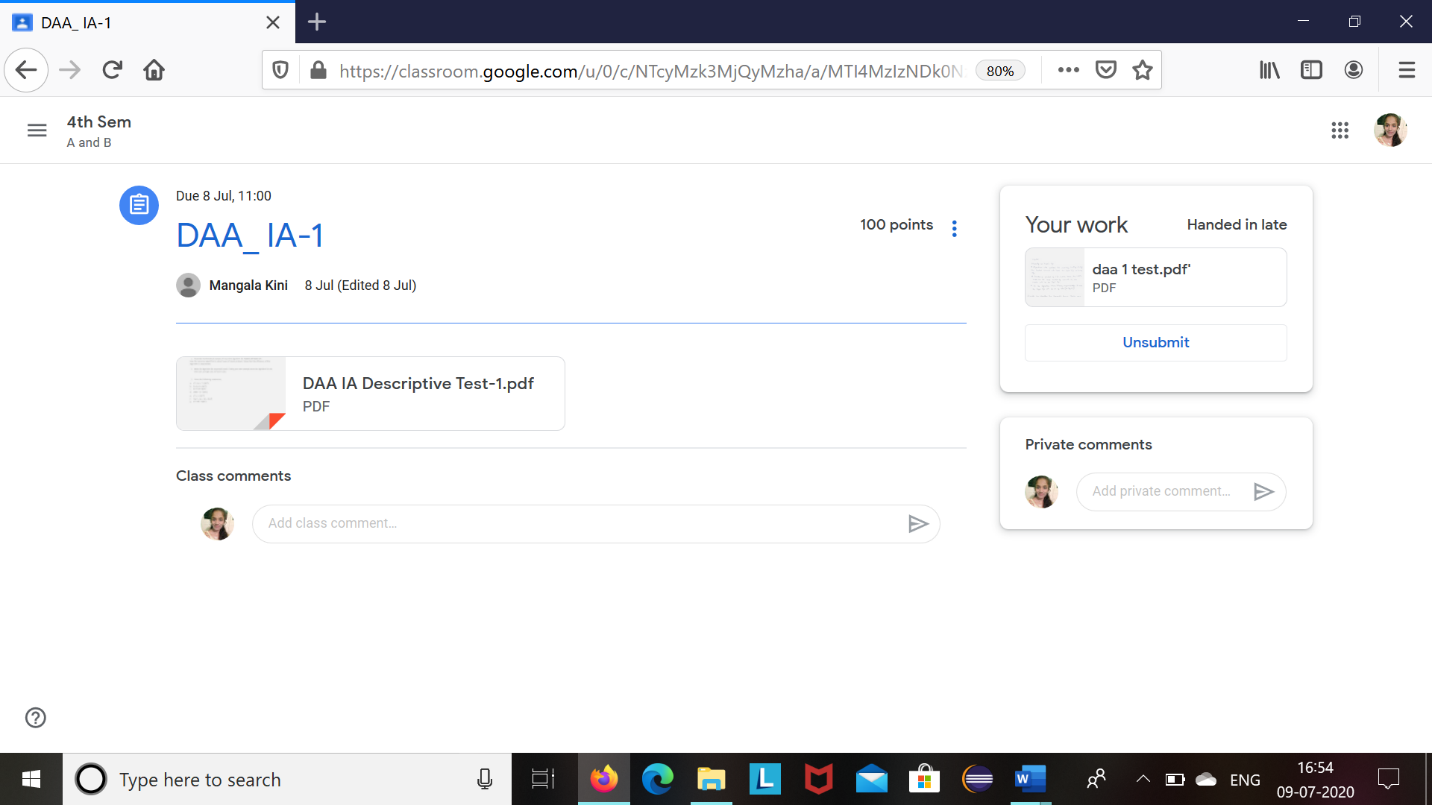 DAA_ IA-1
https://classroom.google.com/u/0/c/NTcyMzk3MjQyMzha/a/MTI4MzIzNDk0N
80%
4th Sem
A and B
Due 8 Jul, 11:00
DAA_ IA-1
100 points
Mangala Kini 8 Jul (Edited 8 Jul)
DAA IA Descriptive Test-1.pdf
PDF
Class comments
Add class comment...
Your work Handed in late
daa 1 test.pdf'
PDF
Unsubmit
Private comments
Add private comment...
Type here to search
L
W
ENG
16:54
09-07-2020